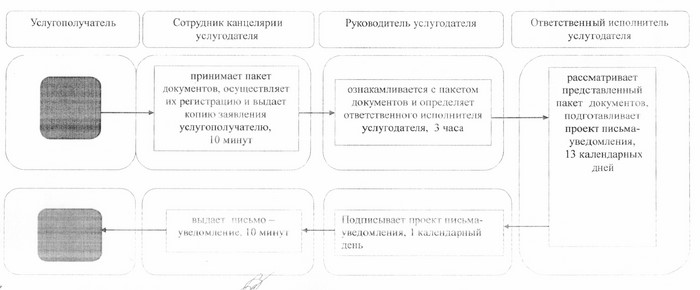 Услугополучатель
Сотрудник канцелярии
услугодателя
Руководитель услугодателя
Ответственный исполнитель
услугодателя
принимает пакет
документов, осуществляет
их регистрацию и выдает
копию заявления
услугополучателю,
10 минут
ознакамливается с пакетом
документов и определяет
ответственного исполнителя
услугодателя, 3 часа
рассматривает
представленный
пакет документов,
подготавливает
проект письма-
уведомления,
13 календарных
дней
Подписывает проект письма-
уведомления, 1 календарный
день
выдает письмо –
уведомление, 10 минут